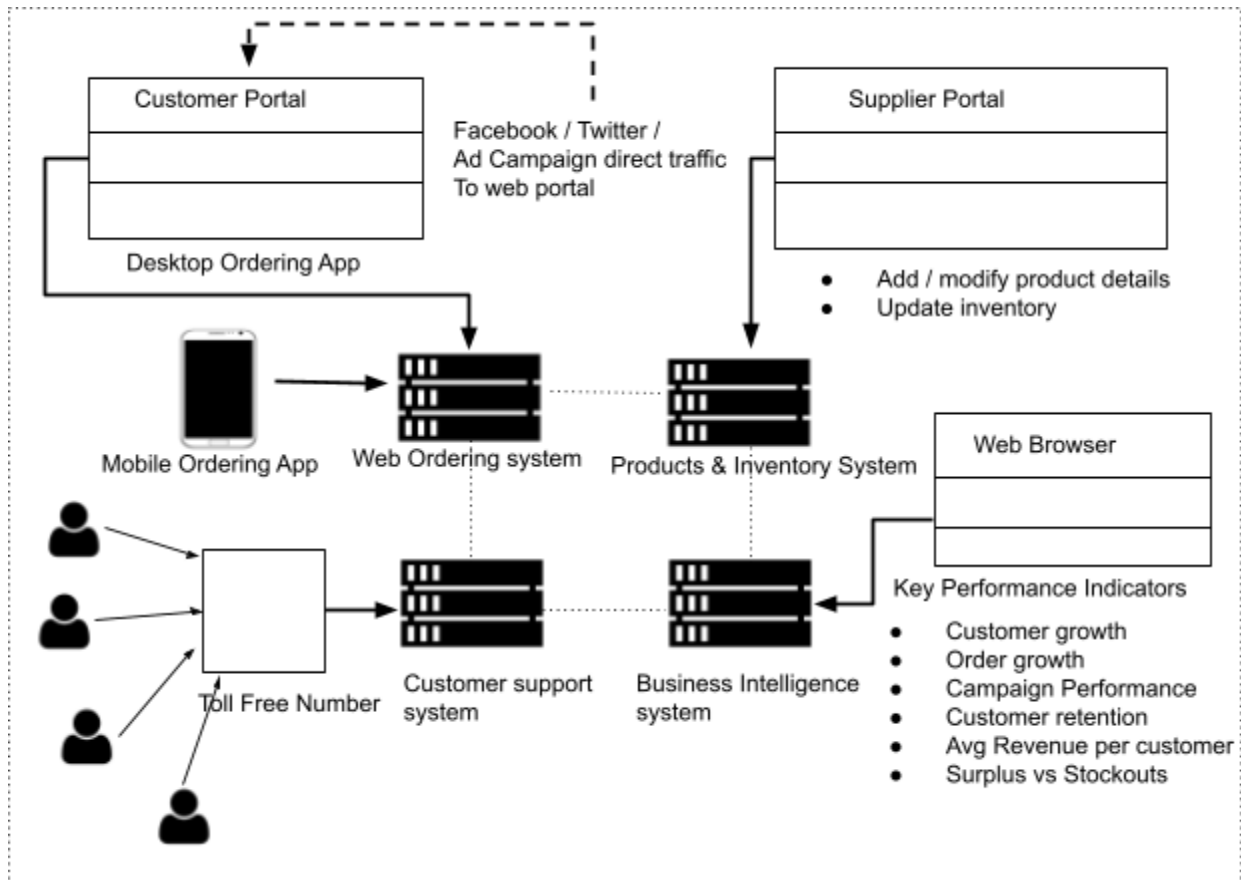 Customer Portal
Supplier Portal
Facebook / Twitter /
Ad Campaign direct traffic
To web portal
Desktop Ordering App
● Add / modify product details
● Update inventory
Mobile Ordering App
Web Ordering system
Products & Inventory System
Web Browser
Toll Free Number
Customer support
system
Business Intelligence
system
Key Performance Indicators
● Customer growth
● Order growth
● Campaign Performance
● Customer retention
● Avg Revenue per customer
● Surplus vs Stockouts